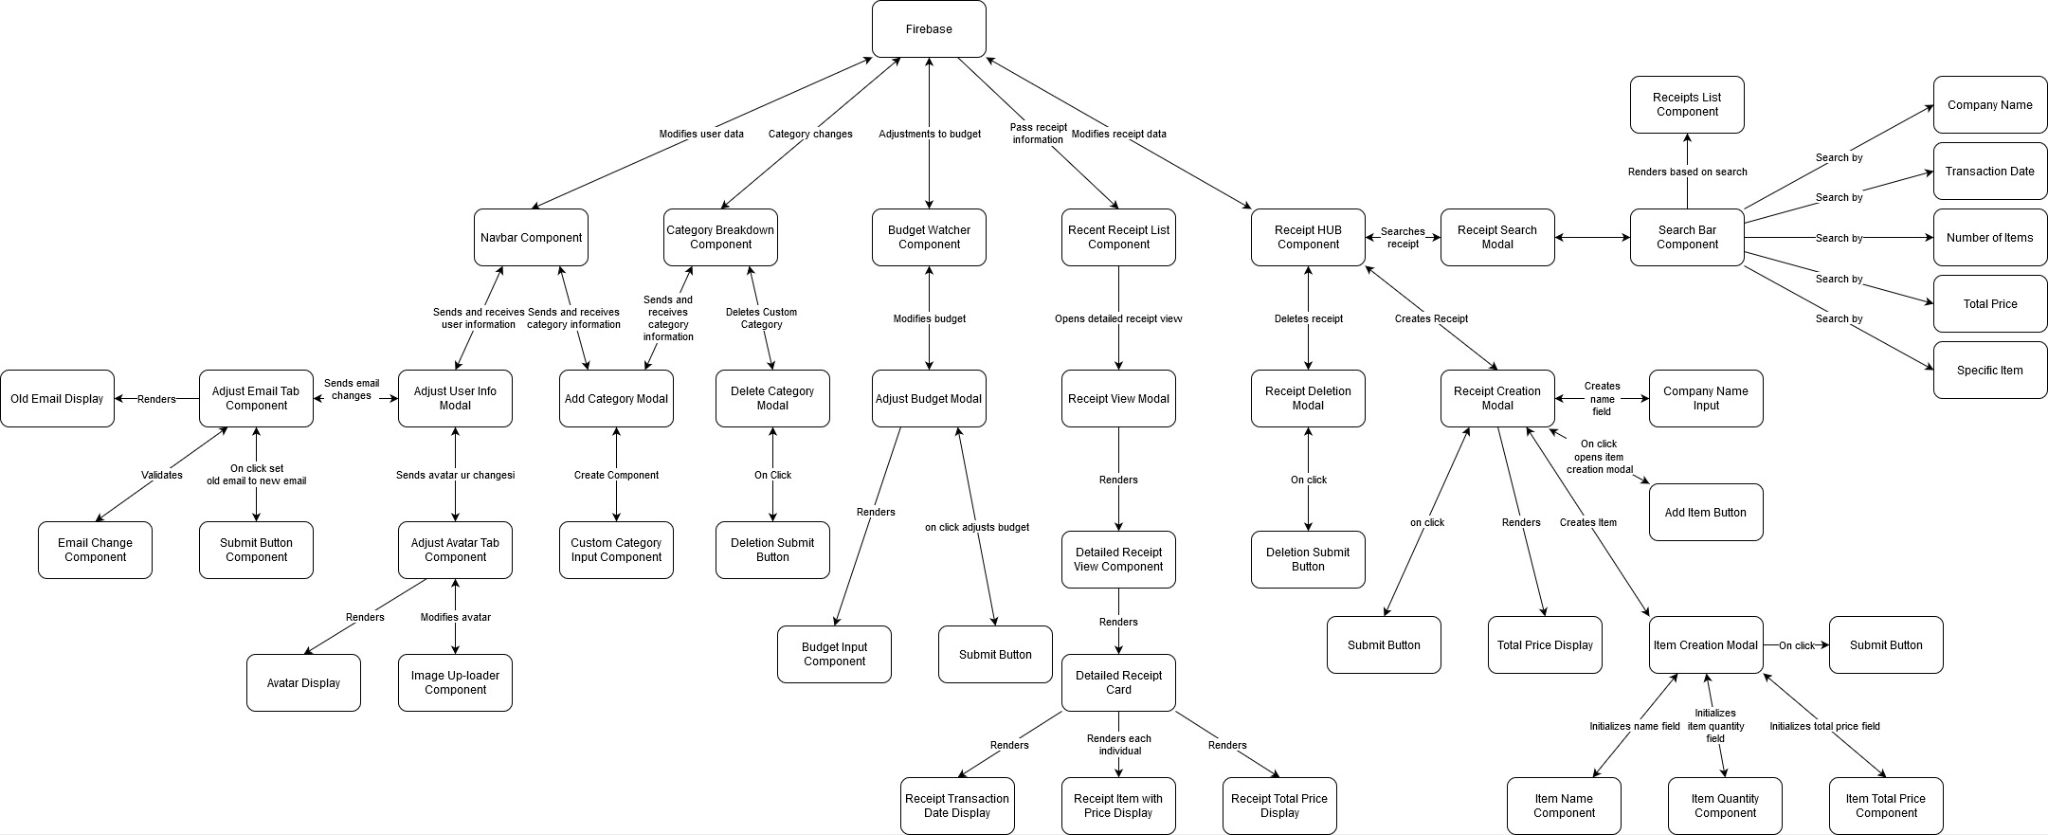 Firebase
Modifies user data
Category changes
Adjustments to budget
Pass receipt
information
Modifies receipt data
Receipts List
Component
Renders based on search
Search by
Search by
Search by
Search by
Search by
Company Name
Transaction Date
Number of Items
Total Price
Specific Item
Navbar Component
Category Breakdown
Component
Budget Watcher
Component
Recent Receipt List
Component
Receipt HUB
Component
Searches
receipt
Receipt Search
Modal
Search Bar
Component
Sends and receives
user information
Sends and receives
category information
Sends and
receives
category
information
Deletes Custom
Category
Modifies budget
Opens detailed receipt view
Deletes receipt
Creates Receipt
Old Email Display
Renders
Adjust Email Tab
Component
Sends email
changes
Adjust User Info
Modal
Add Category Modal
Delete Category
Modal
Adjust Budget Modal
Receipt View Modal
Receipt Deletion
Modal
Receipt Creation
Modal
Creates
name
field
Company Name
Input
Validates
On click set
old email to new email
Sends avatar ur changesi
Create Component
On Click
Renders
on click adjusts budget
Renders
On click
on click
Renders
Creates Item
On click
opens item
creation modal
Add Item Button
Email Change
Component
Submit Button
Component
Adjust Avatar Tab
Component
Custom Category
Input Component
Deletion Submit
Button
Detailed Receipt
View Component
Deletion Submit
Button
Renders
Modifies avatar
Renders
Avatar Display
Image Up-loader
Component
Budget Input
Component
Submit Button
Detailed Receipt
Card
Submit Button
Total Price Display
Item Creation Modal
On click
Submit Button
Renders
Renders each
individual
Renders
Initializes name field
Initializes
item quantity
field
Initializes total price field
Receipt Transaction
Date Display
Receipt Item with
Price Display
Receipt Total Price
Display
Item Name
Component
Item Quantity
Component
Item Total Price
Component